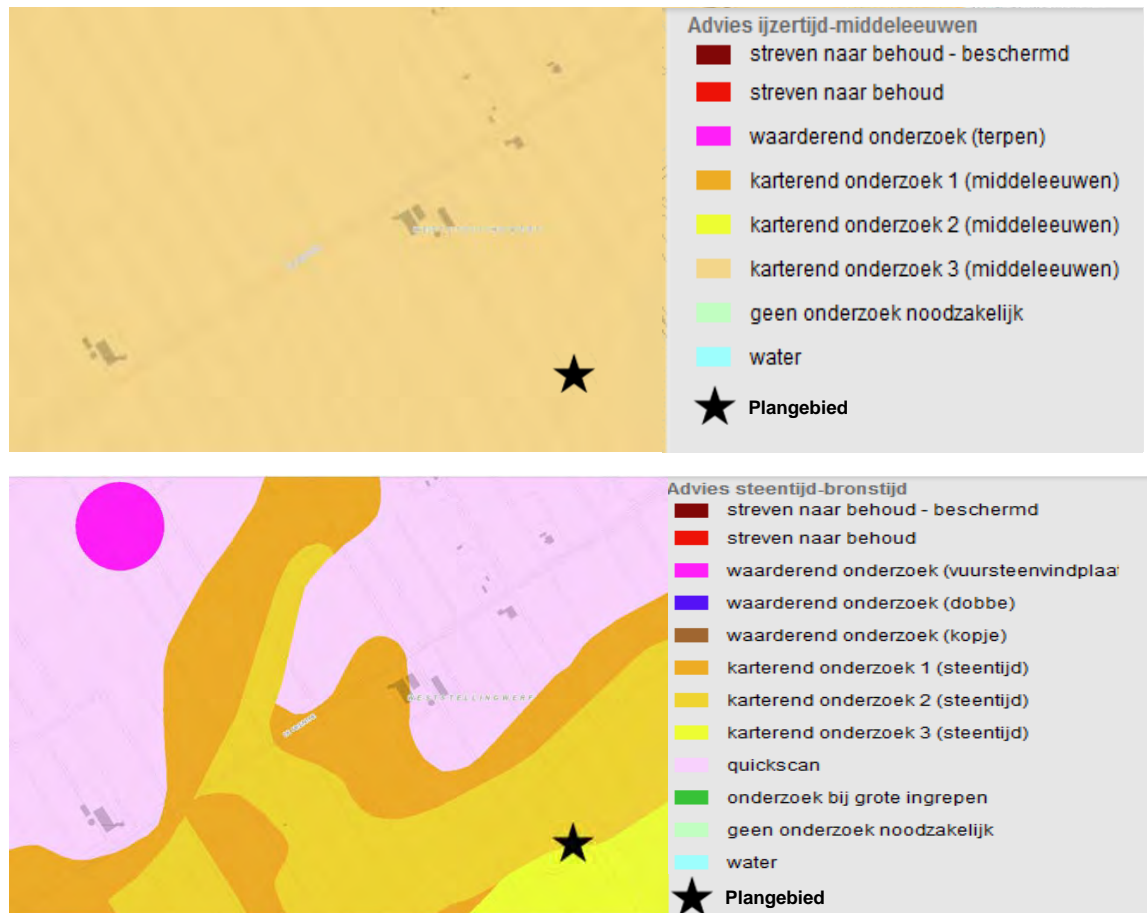 Advies ijzertijd-middeleeuwen
streven naar behoud - beschermd
streven naar behoud
waarderend onderzoek (terpen)
karterend onderzoek 1 (middeleeuwen)
karterend onderzoek 2 (middeleeuwen)
karterend onderzoek 3 (middeleeuwen)
geen onderzoek noodzakelijk
water
Plangebied
WESTSTELLINGWERF
Advies steentijd-bronstijd
streven naar behoud - beschermd
streven naar behoud
waarderend onderzoek (vuursteenvindplaat
waarderend onderzoek (dobbe)
waarderend onderzoek (kopje)
karterend onderzoek 1 (steentijd)
karterend onderzoek 2 (steentijd)
karterend onderzoek 3 (steentijd)
quickscan
onderzoek bij grote ingrepen
geen onderzoek noodzakelijk
water
Plangebied